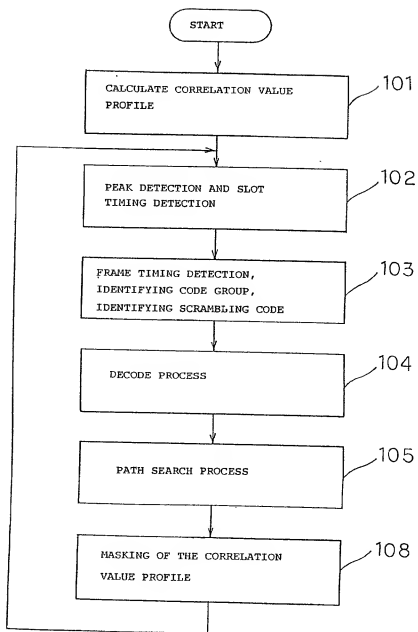 START
CALCULATE CORRELATION VALUE
PROFILE
101
PEAK DETECTION AND SLOT
TIMING DETECTION
102
FRAME TIMING DETECTION,
IDENTIFYING CODE GROUP,
IDENTIFYING SCRAMBLING CODE
103
DECODE PROCESS
104
PATH SEARCH PROCESS
105
MASKING OF THE CORRELATION
VALUE PROFILE
108